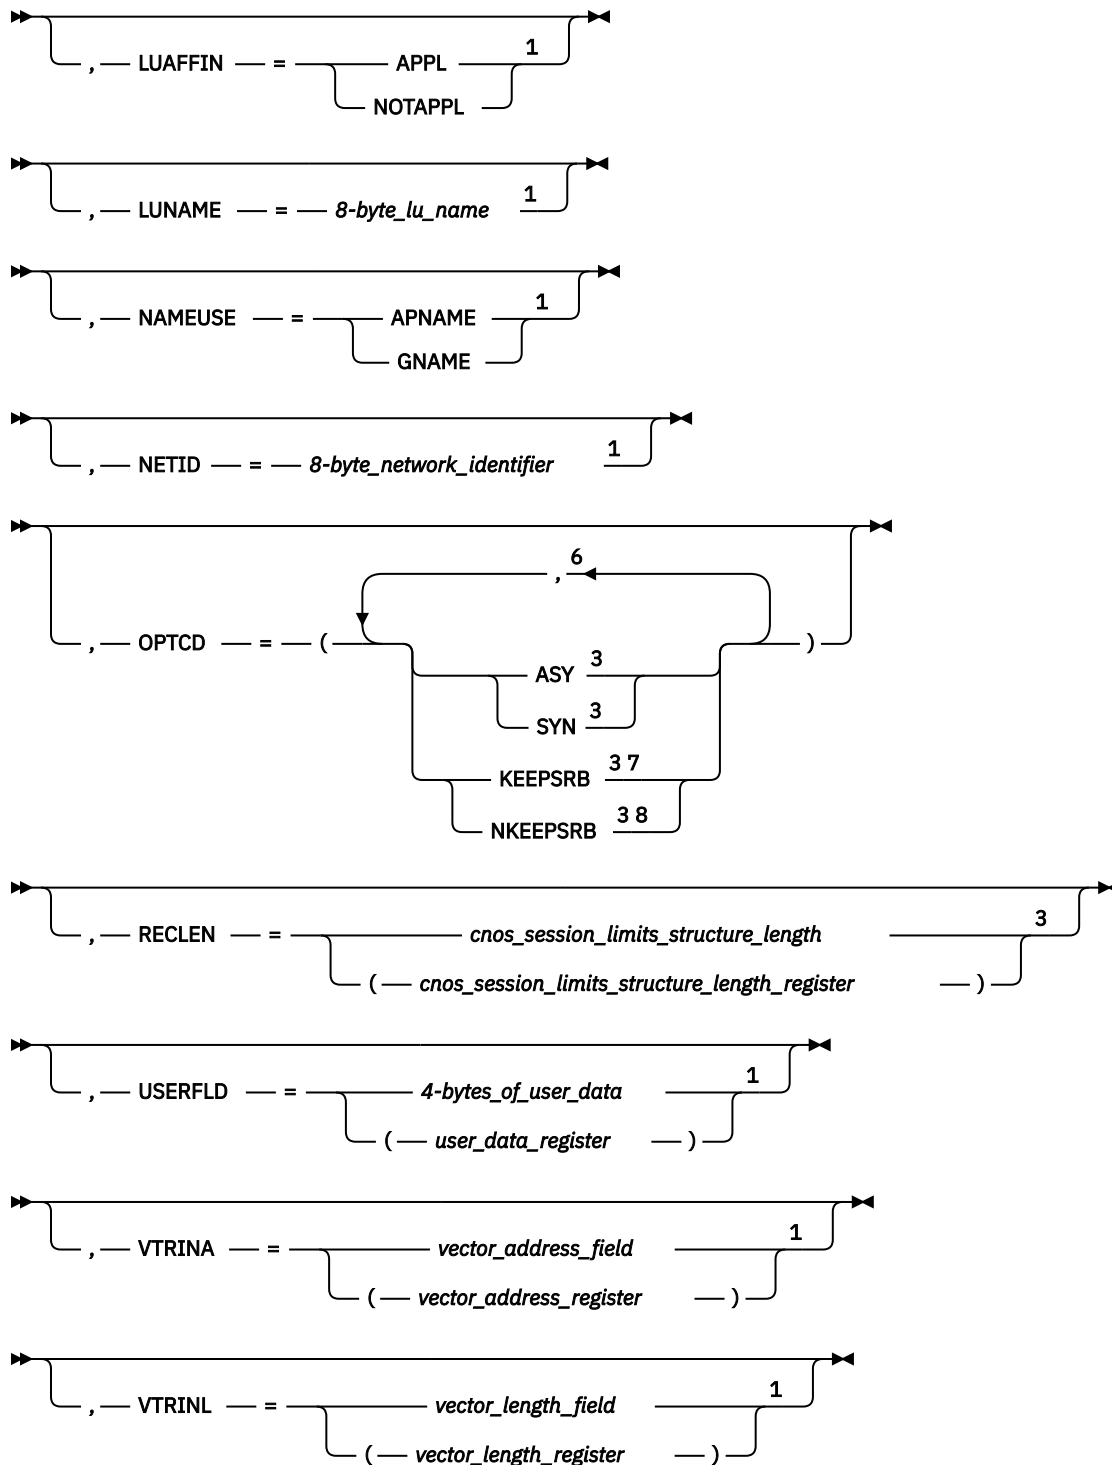 , LUAFFIN = APPL 1
NOTAPPL
, LUNAME = 8-byte_lu_name 1
, NAMEUSE = APNAME 1
GNAME
, NETID = 8-byte_network_identifier 1
, 6
, OPTCD = ( )
ASY 3
SYN 3
KEEPSRB 3 7
NKEEPSRB 3 8
, RECLEN = cnos_session_limits_structure_length 3
( cnos_session_limits_structure_length_register )
, USERFLD = 4-bytes_of_user_data 1
( user_data_register )
, VTRINA = vector_address_field 1
( vector_address_register )
, VTRINL = vector_length_field 1
( vector_length_register )